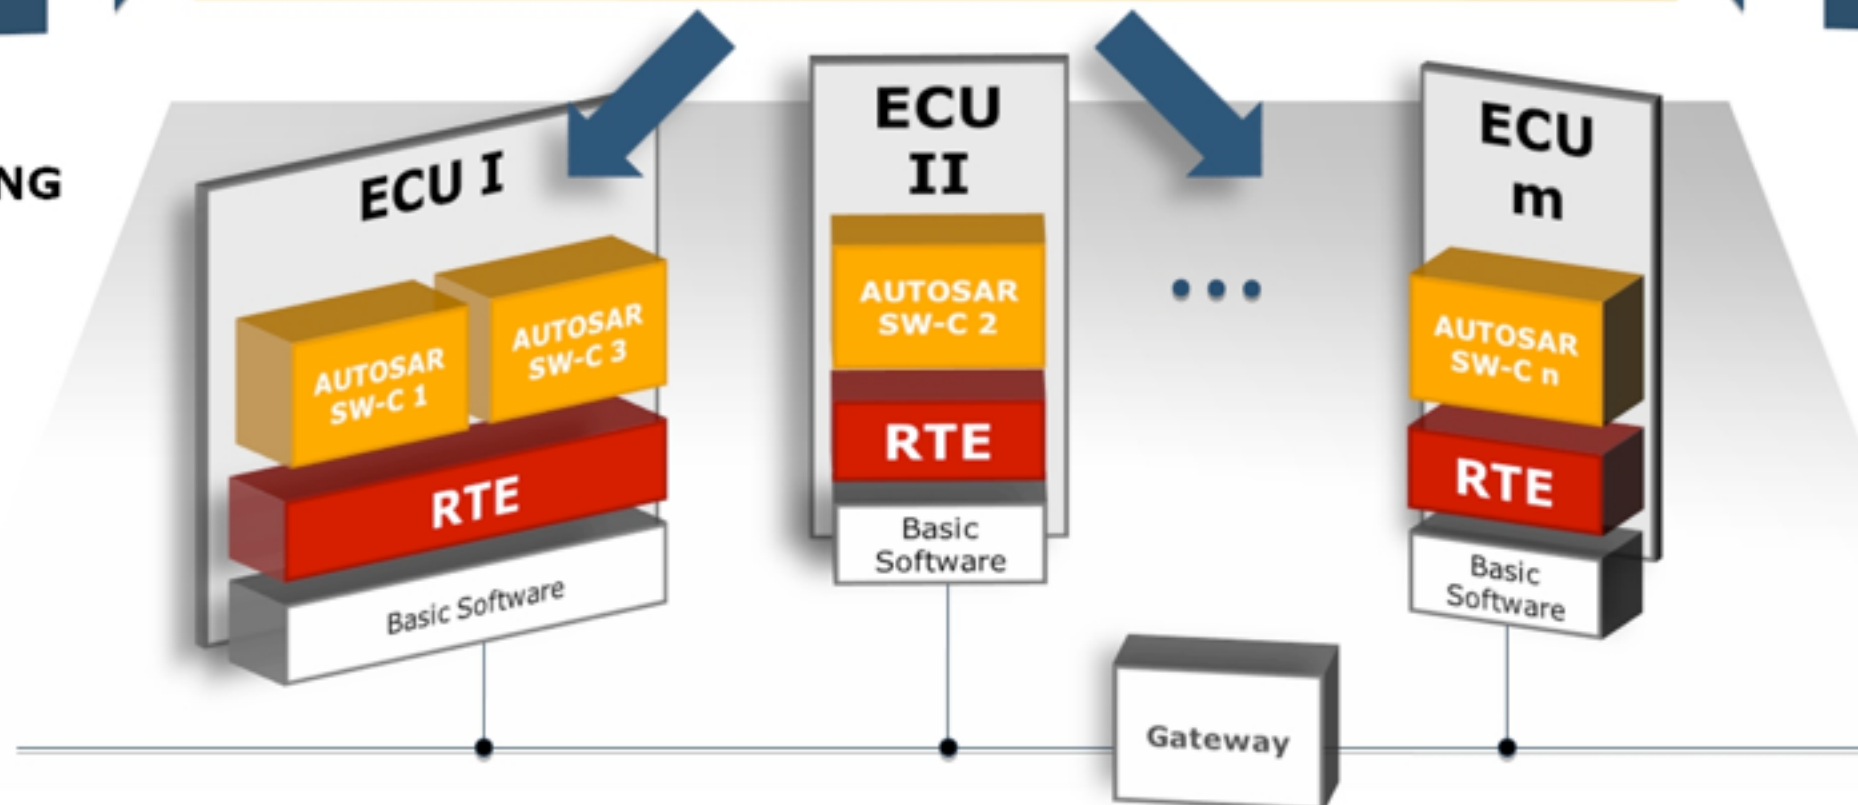 NG
ECU I
AUTOSAR
SW-C 1
AUTOSAR
SW-C 3
RTE
Basic Software
ECU
II
AUTOSAR
SW-C 2
RTE
Basic
Software
...
ECU
m
AUTOSAR
SW-C n
RTE
Basic
Software
Gateway